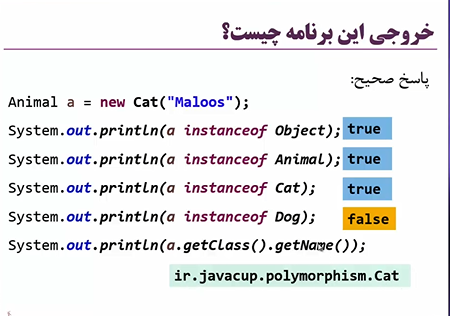 خروجی این برنامه چیست؟
پاسخ صحیح:
Animal a = new Cat("Maloos");
System.out.println(a instanceof Object); true
System.out.println(a instanceof Animal); true
System.out.println(a instanceof Cat); true
System.out.println(a instanceof Dog); false
System.out.println(a.getClass().getName());
ir.javacup.polymorphism.Cat